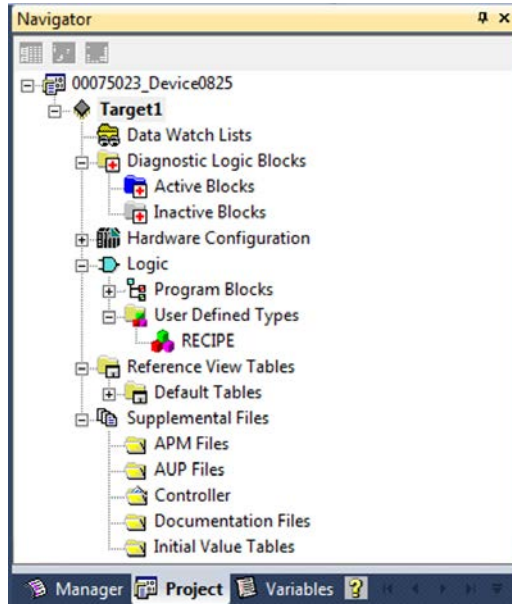 Navigator
00075023_Device0825
Target1
Data Watch Lists
Diagnostic Logic Blocks
Active Blocks
Inactive Blocks
Hardware Configuration
Logic
Program Blocks
User Defined Types
RECIPE
Reference View Tables
Default Tables
Supplemental Files
APM Files
AUP Files
Controller
Documentation Files
Initial Value Tables
Manager Project Variables ?